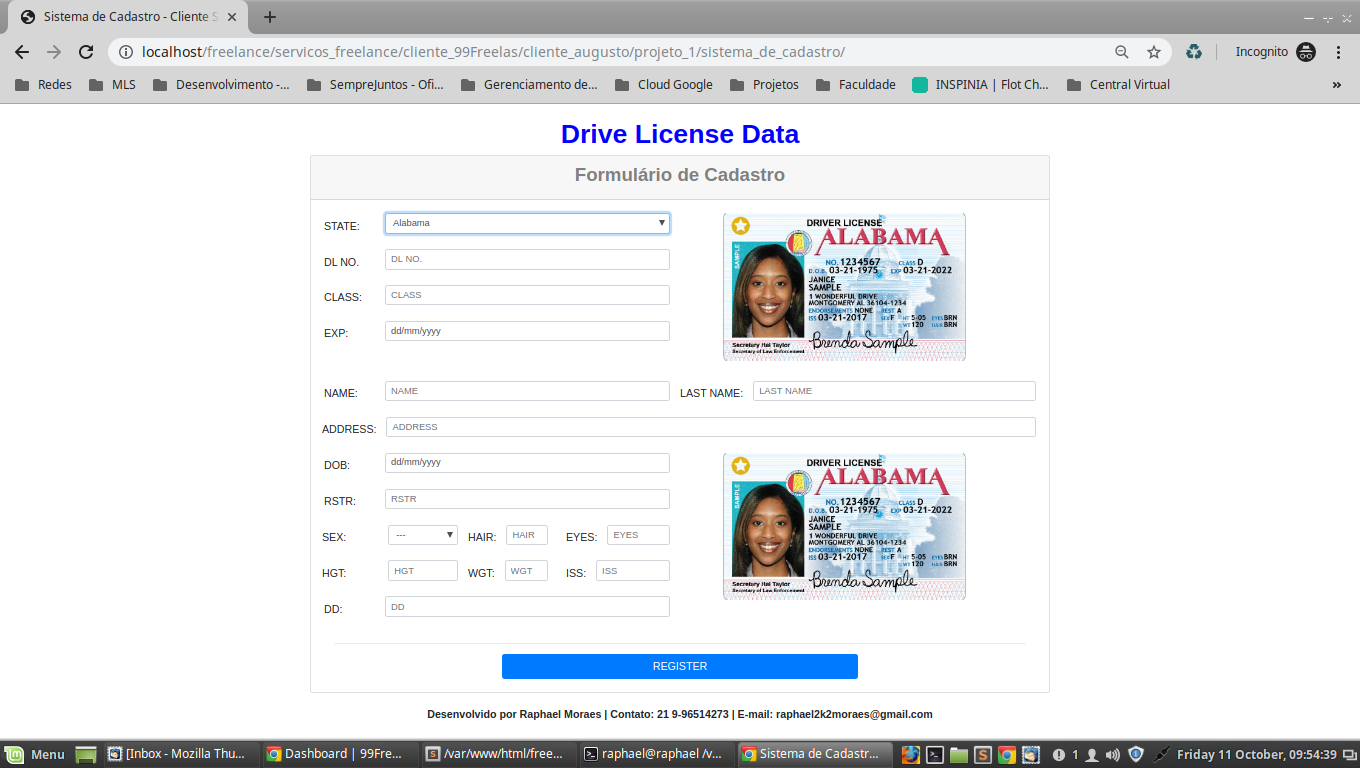 Sistema de Cadastro - Cliente S
localhost/freelance/servicos_freelance/cliente_99Freelas/cliente_augusto/projeto_1/sistema_de_cadastro/
Incognito
Redes
MLS
Desenvolvimento -...
SempreJuntos - Ofi...
Gerenciamento de...
Cloud Google
Projetos
Faculdade
INSPINIA | Flot Ch...
Central Virtual
»
Drive License Data
Formulário de Cadastro
STATE:
Alabama
DL NO.
DL NO.
CLASS:
CLASS
EXP:
dd/mm/yyyy
DRIVER LICENSE
ALABAMA
SAMPLE
NO. 1234567 CLASS D
D.O.B. 03-21-1975 EXP 03-21-2022
JANICE
SAMPLE
1 WONDERFUL DRIVE
MONTGOMERY AL 36104-1234
ENDORSEMENTS NONE REST A
ISS 03-21-2017 SEX F HT 5-05 EYES BRN
WT 120 HAIR BRN
Brenda Sample
Secretary Hal Taylor
Secretary of Law Enforcement
NAME:
NAME
LAST NAME:
LAST NAME
ADDRESS:
ADDRESS
DOB:
dd/mm/yyyy
RSTR:
RSTR
SEX:
---
HAIR:
HAIR
EYES:
EYES
HGT:
HGT
WGT:
WGT
ISS:
ISS
DD:
DD
DRIVER LICENSE
ALABAMA
SAMPLE
NO. 1234567 CLASS D
D.O.B. 03-21-1975 EXP 03-21-2022
JANICE
SAMPLE
1 WONDERFUL DRIVE
MONTGOMERY AL 36104-1234
ENDORSEMENTS NONE REST A
ISS 03-21-2017 SEX F HT 5-05 EYES BRN
WT 120 HAIR BRN
Brenda Sample
Secretary Hal Taylor
Secretary of Law Enforcement
REGISTER
Desenvolvido por Raphael Moraes | Contato: 21 9-96514273 | E-mail: raphael2k2moraes@gmail.com
Menu
[Inbox - Mozilla Thu...
Dashboard | 99Fre...
/var/www/html/free...
raphael@raphael /v...
Sistema de Cadastr...
1
Friday 11 October, 09:54:39